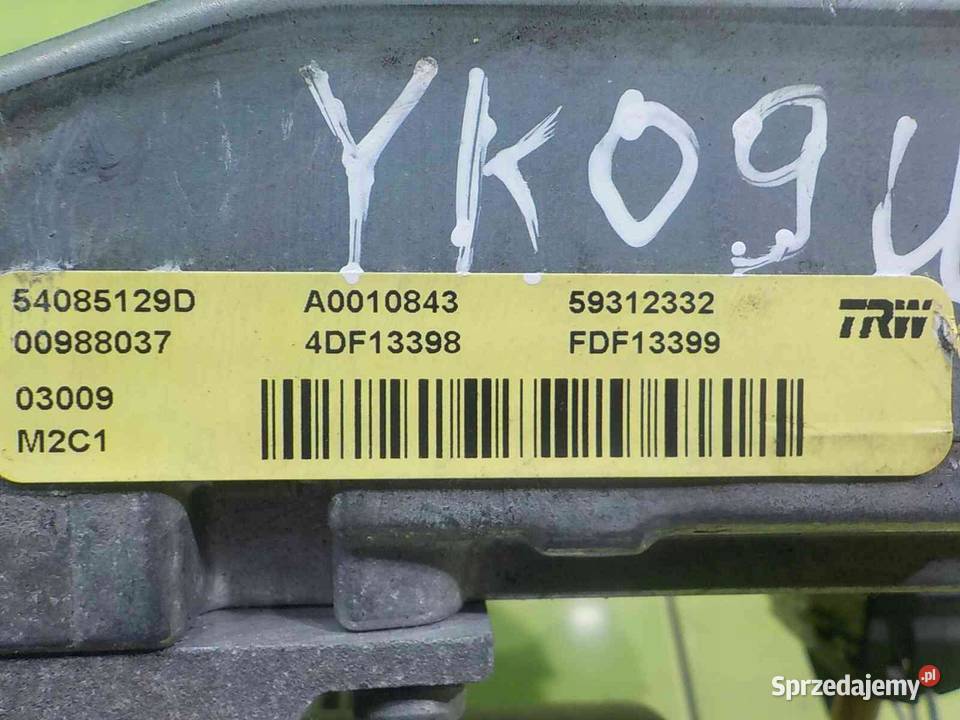 YK09U
54085129D A0010843 59312332 TRW
00988037 4DF13398 FDF13399
03009
M2C1
Sprzedajemy.pl